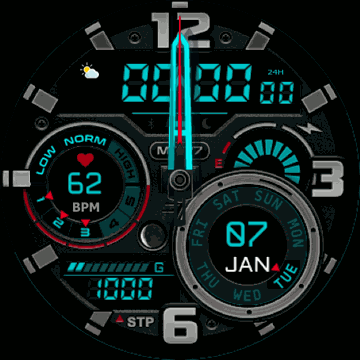 12
00 00 24H 00
LOW NORM HIGH
62
BPM
1 2 3 4 5
E
3
SAT SUN MON TUE WED THU FRI
07
JAN
G
1000
STP
6